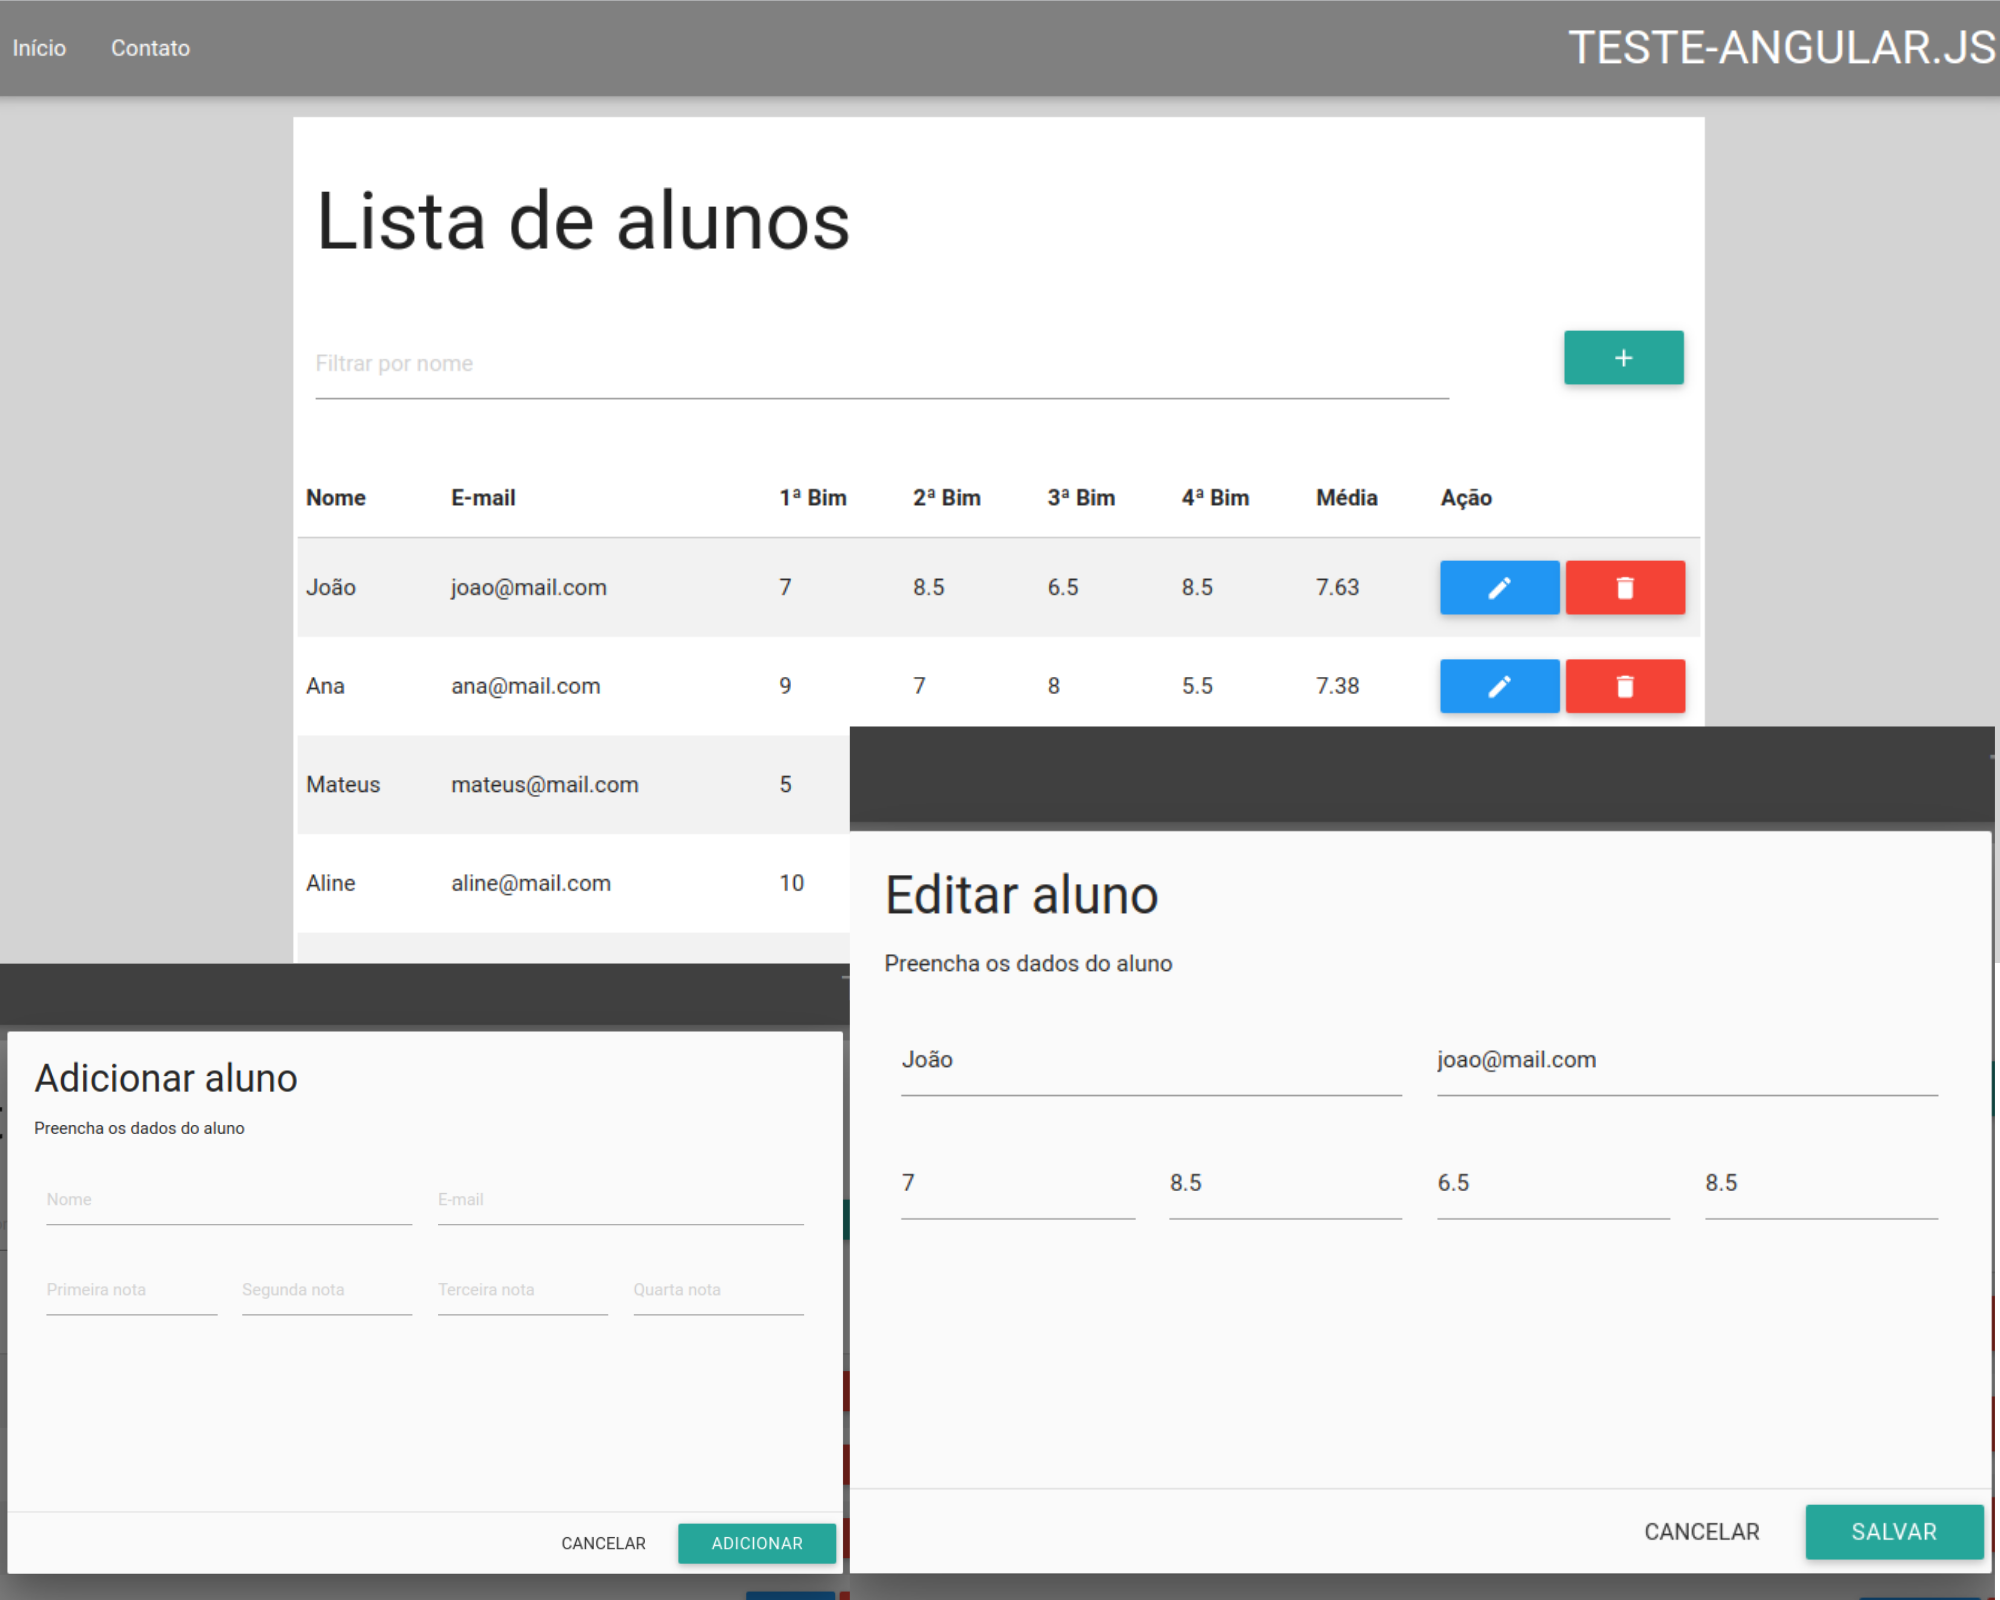 Início Contato TESTE-ANGULAR.JS
Lista de alunos
Filtrar por nome
+
Nome E-mail 1ª Bim 2ª Bim 3ª Bim 4ª Bim Média Ação
João joao@mail.com 7 8.5 6.5 8.5 7.63
Ana ana@mail.com 9 7 8 5.5 7.38
Mateus mateus@mail.com 5
Aline aline@mail.com 10
Adicionar aluno
Preencha os dados do aluno
Nome E-mail
Primeira nota Segunda nota Terceira nota Quarta nota
CANCELAR ADICIONAR
Editar aluno
Preencha os dados do aluno
João joao@mail.com
7 8.5 6.5 8.5
CANCELAR SALVAR